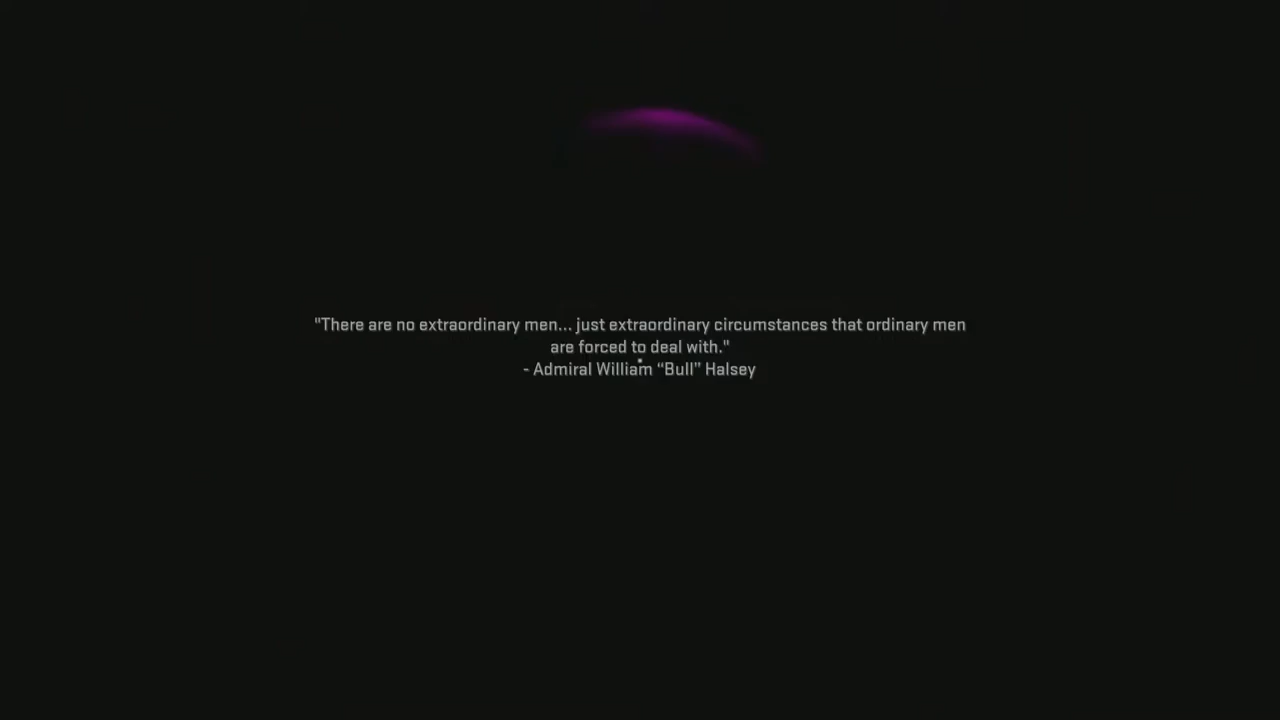 "There are no extraordinary men... just extraordinary circumstances that ordinary men
are forced to deal with."
- Admiral William “Bull” Halsey